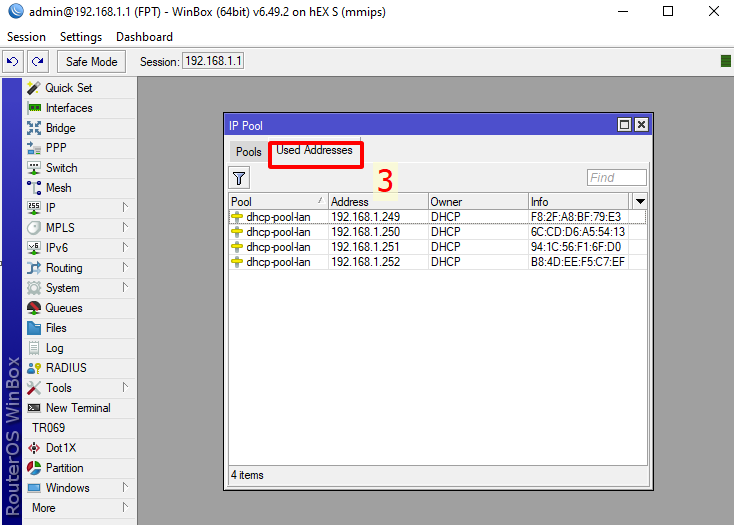 admin@192.168.1.1 (FPT) - WinBox (64bit) v6.49.2 on hEX S (mmips)
Session Settings Dashboard
Safe Mode Session: 192.168.1.1
Quick Set
Interfaces
Bridge
PPP
Switch
Mesh
IP
MPLS
IPv6
Routing
System
Queues
Files
Log
RADIUS
Tools
New Terminal
TR069
Dot1X
Partition
Windows
More
RouterOS WinBox
IP Pool
Pools Used Addresses
3
Find
Pool Address Owner Info
dhcp-pool-lan 192.168.1.249 DHCP F8:2F:A8:BF:79:E3
dhcp-pool-lan 192.168.1.250 DHCP 6C:CD:D6:A5:54:13
dhcp-pool-lan 192.168.1.251 DHCP 94:1C:56:F1:6F:D0
dhcp-pool-lan 192.168.1.252 DHCP B8:4D:EE:F5:C7:EF
4 items